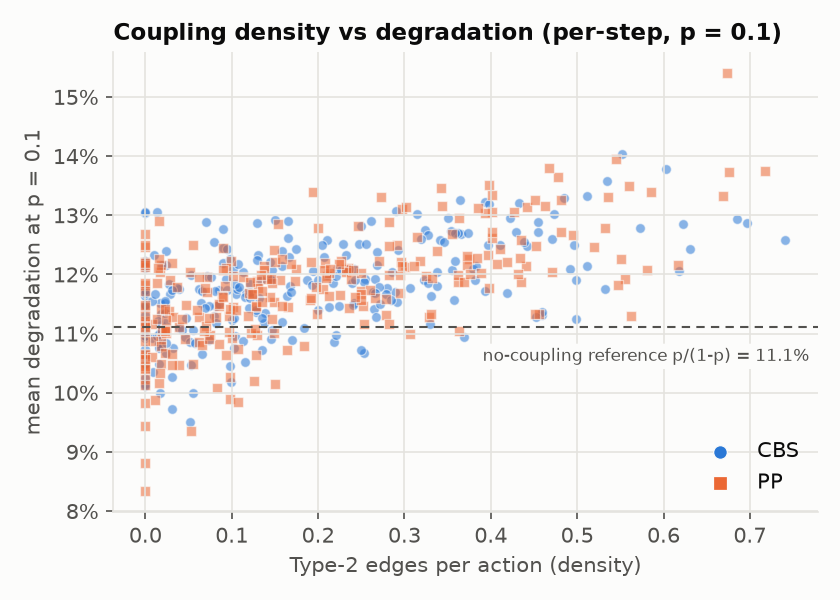 Coupling density vs degradation (per-step, p = 0.1)
mean degradation at p = 0.1
15%
14%
13%
12%
11%
10%
9%
8%
no-coupling reference p/(1-p) = 11.1%
CBS
PP
0.0 0.1 0.2 0.3 0.4 0.5 0.6 0.7
Type-2 edges per action (density)